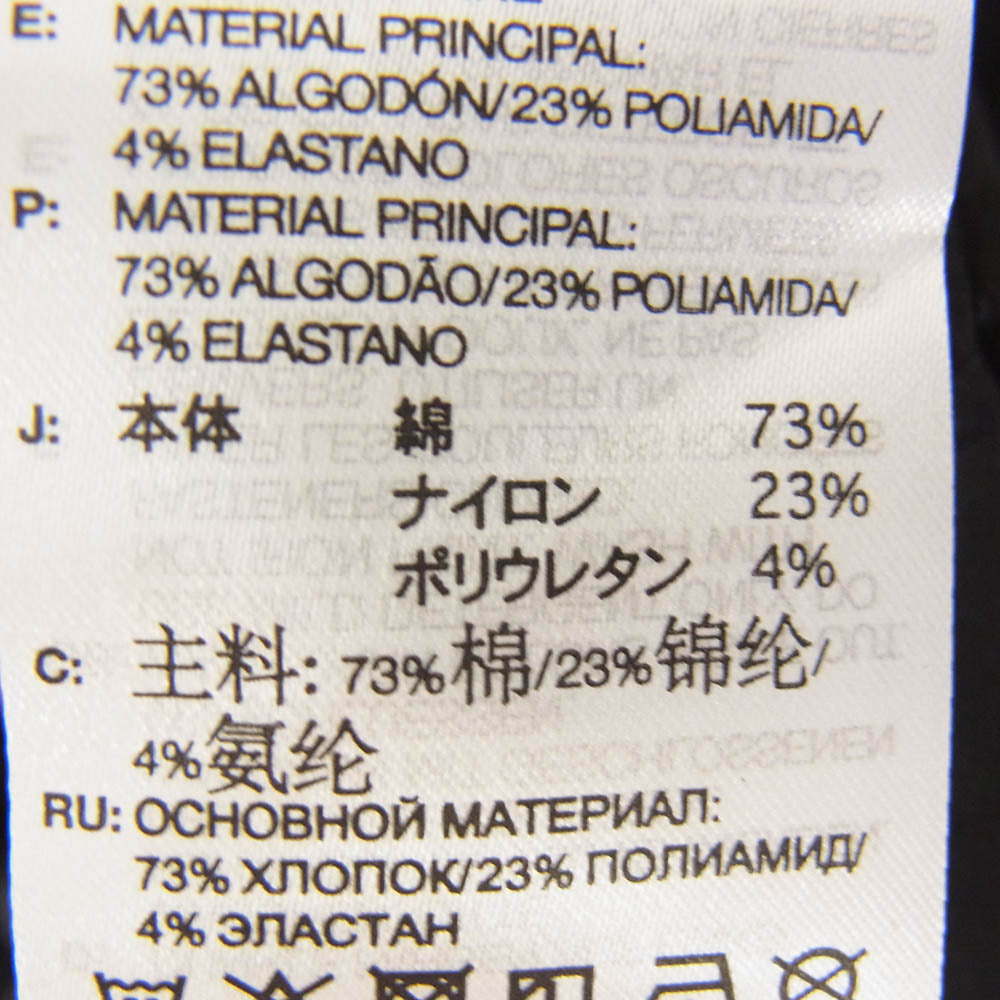 E: MATERIAL PRINCIPAL:
73% ALGODÓN/23% POLIAMIDA/
4% ELASTANO
P: MATERIAL PRINCIPAL:
73% ALGODÃO/23% POLIAMIDA/
4% ELASTANO
J: 本体 綿 73%
ナイロン 23%
ポリウレタン 4%
C: 主料: 73%棉/23%锦纶/
4%氨纶
RU: ОСНОВНОЙ МАТЕРИАЛ:
73% ХЛОПОК/23% ПОЛИАМИД/
4% ЭЛАСТАН